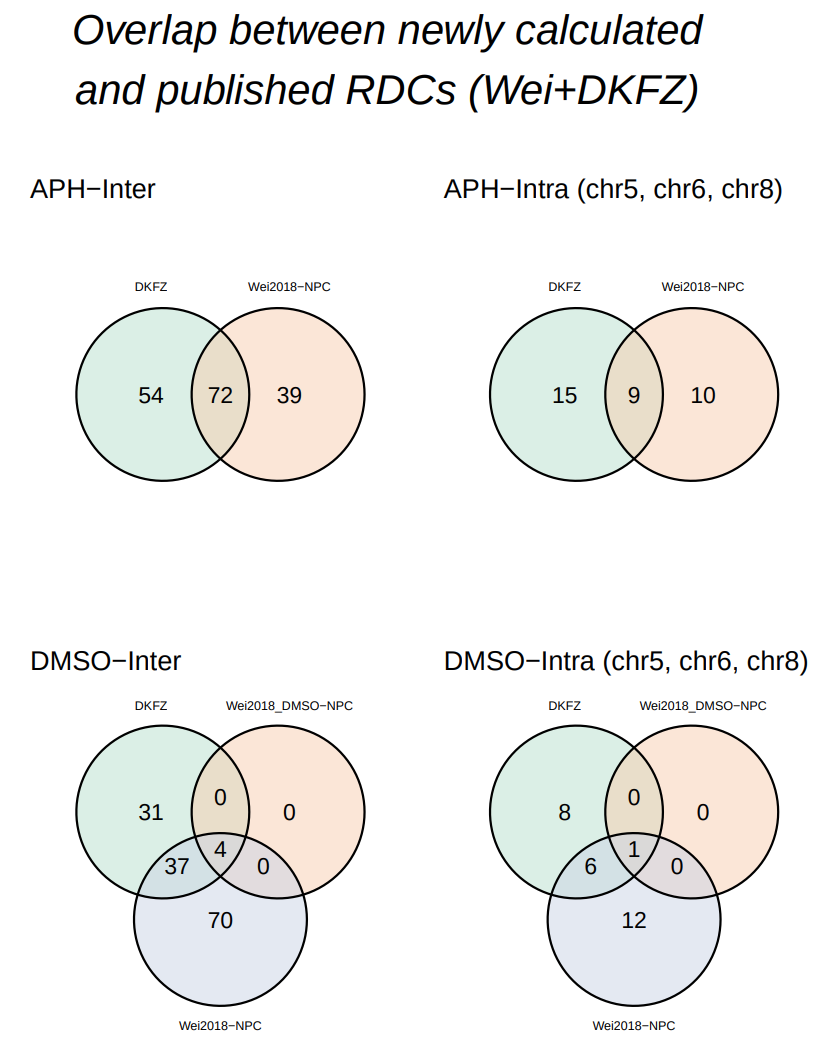 Overlap between newly calculated
and published RDCs (Wei+DKFZ)
APH−Inter
DKFZ
Wei2018−NPC
54
72
39
APH−Intra (chr5, chr6, chr8)
DKFZ
Wei2018−NPC
15
9
10
DMSO−Inter
DKFZ
Wei2018_DMSO−NPC
31
0
0
4
37
0
70
Wei2018−NPC
DMSO−Intra (chr5, chr6, chr8)
DKFZ
Wei2018_DMSO−NPC
8
0
0
1
6
0
12
Wei2018−NPC